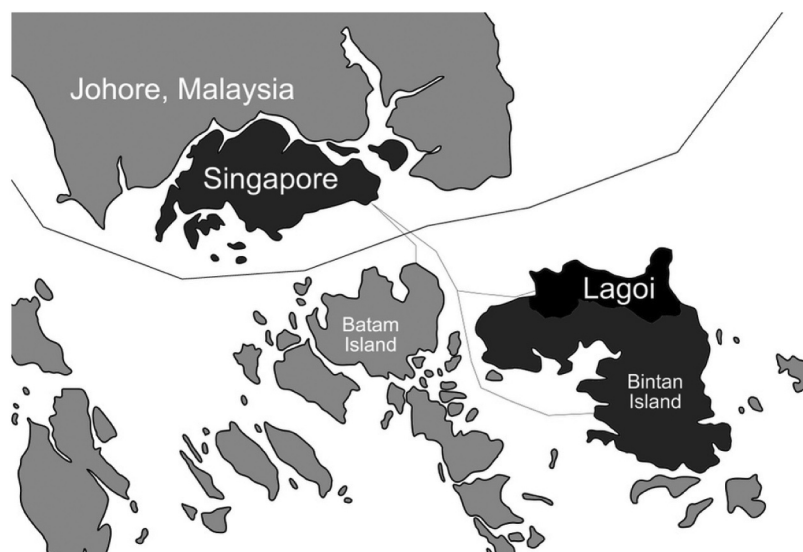 Johore, Malaysia
Singapore
Lagoi
Batam
Island
Bintan
Island